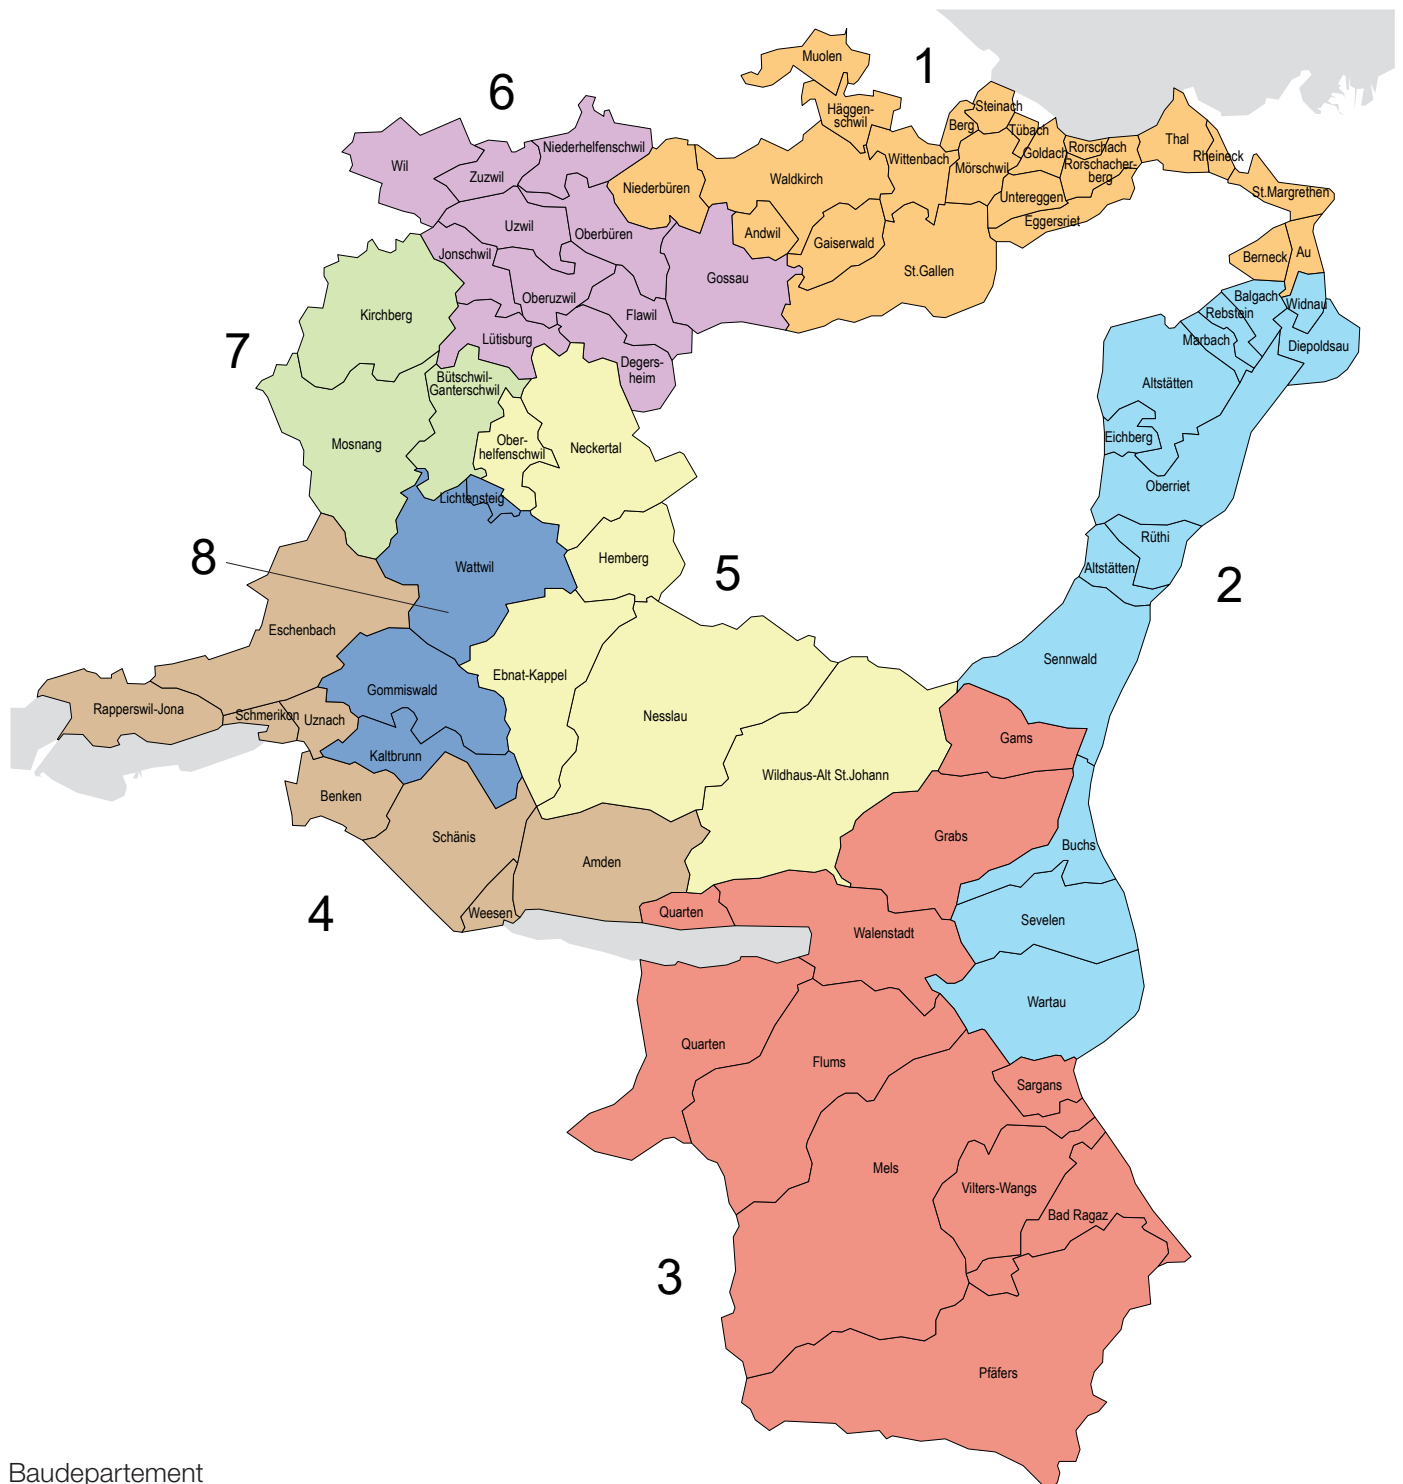 Muolen
1
6
Häggen-
schwil
Steinach
Berg
Tübach
Niederhelfenschwil
Wil
Zuzwil
Niederbüren
Waldkirch
Wittenbach
Mörschwil
Goldach
Rorschach
Rorschacher-
berg
Thal
Rheineck
St.Margrethen
Untereggen
Eggersriet
Uzwil
Oberbüren
Andwil
Gaiserwald
St.Gallen
Gossau
Jonschwil
Oberuzwil
Flawil
Berneck
Au
Balgach
Widnau
Rebstein
Marbach
Diepoldsau
Kirchberg
7
Lütisburg
Degers-
heim
Bütschwil-
Ganterschwil
Altstätten
Mosnang
Ober-
helfenschwil
Neckertal
Eichberg
Oberriet
Lichtensteig
8
Wattwil
Hemberg
5
Rüthi
Altstätten
2
Eschenbach
Sennwald
Ebnat-Kappel
Gommiswald
Rapperswil-Jona
Schmerikon
Uznach
Nesslau
Gams
Kaltbrunn
Wildhaus-Alt St.Johann
Benken
Schänis
Grabs
Buchs
Amden
4
Weesen
Quarten
Walenstadt
Sevelen
Wartau
Quarten
Flums
Sargans
Mels
Vilters-Wangs
Bad Ragaz
3
Pfäfers
Baudepartement